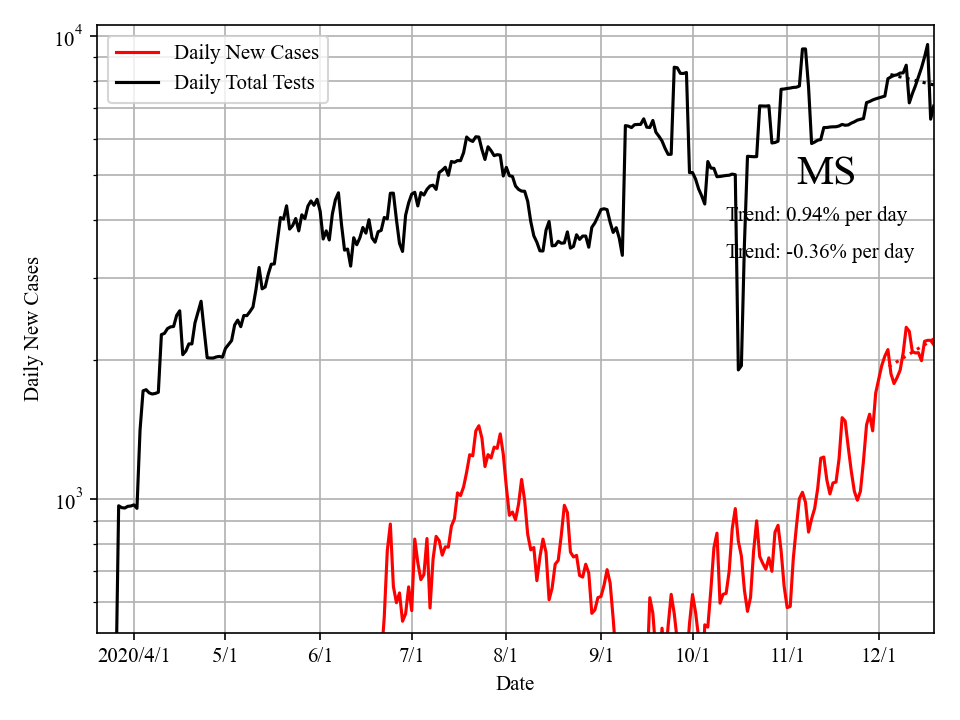 10^4
Daily New Cases
Daily Total Tests
MS
Trend: 0.94% per day
Trend: -0.36% per day
Daily New Cases
10^3
2020/4/1 5/1 6/1 7/1 8/1 9/1 10/1 11/1 12/1
Date